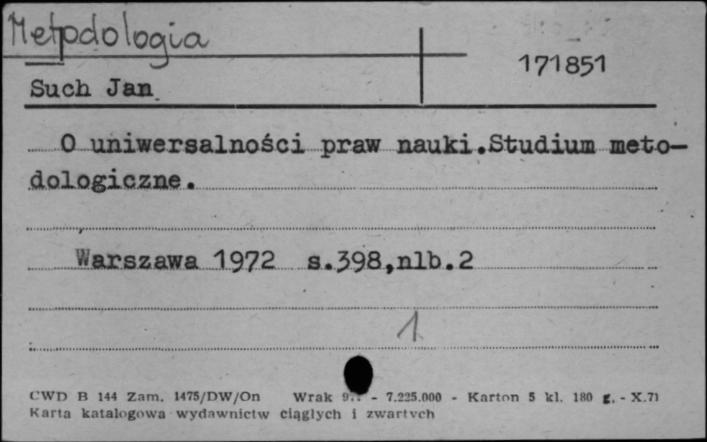 Metodologia
171851
Such Jan
O uniwersalności praw nauki.Studium meto-
dologiczne.
Warszawa 1972 s.398,nlb.2
1
CWD B 144 Zam. 1475/DW/On Wrak - 7.225.000 - Karton 5 kl. 180 g. - X.71
Karta katalogowa wydawnictw ciągłych i zwartych